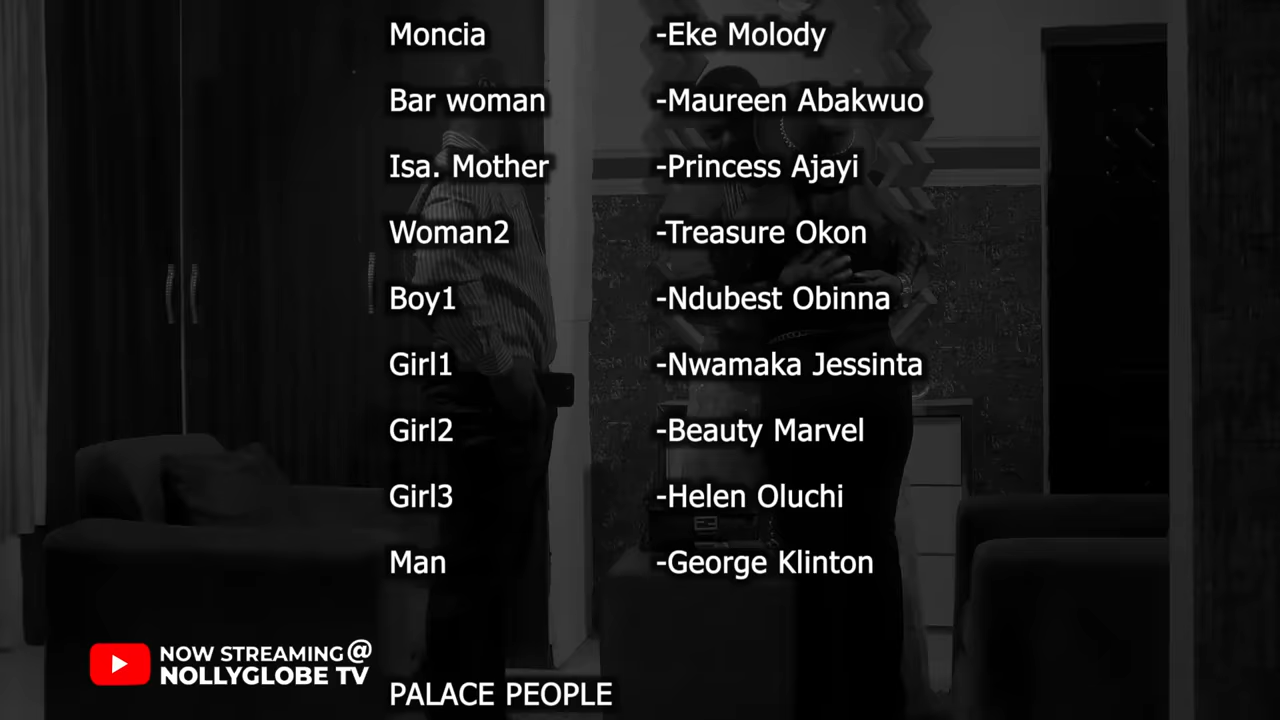 Moncia -Eke Molody
Bar woman -Maureen Abakwuo
Isa. Mother -Princess Ajayi
Woman2 -Treasure Okon
Boy1 -Ndubest Obinna
Girl1 -Nwamaka Jessinta
Girl2 -Beauty Marvel
Girl3 -Helen Oluchi
Man -George Klinton
NOW STREAMING@
NOLLYGLOBE TV
PALACE PEOPLE